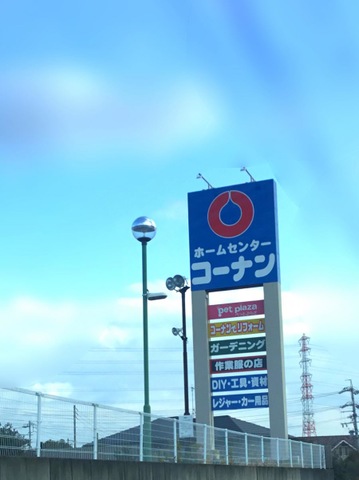 ホームセンター
コーナン
pet plaza
コーナンでリフォーム
ガーデニング
作業服の店
DIY・工具・資材
レジャー・カー用品